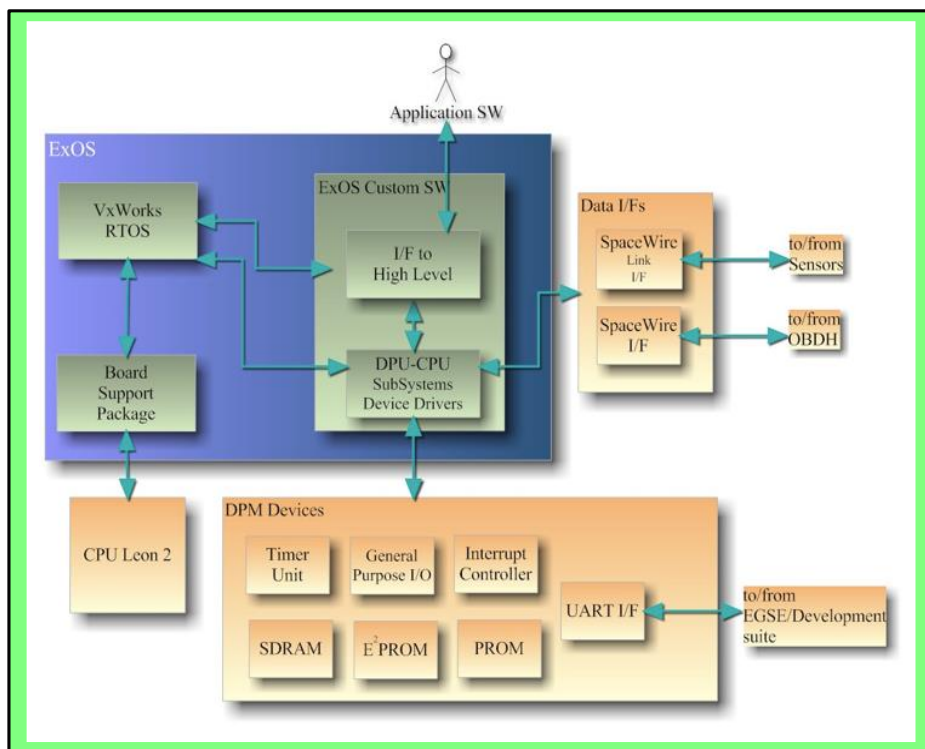 Application SW
ExOS
ExOS Custom SW
VxWorks
RTOS
I/F to
High Level
Board
Support
Package
DPU-CPU
SubSystems
Device Drivers
Data I/Fs
SpaceWire
Link
I/F
to/from
Sensors
SpaceWire
I/F
to/from
OBDH
CPU Leon 2
DPM Devices
Timer
Unit
General
Purpose I/O
Interrupt
Controller
UART I/F
to/from
EGSE/Development
suite
SDRAM
E²PROM
PROM